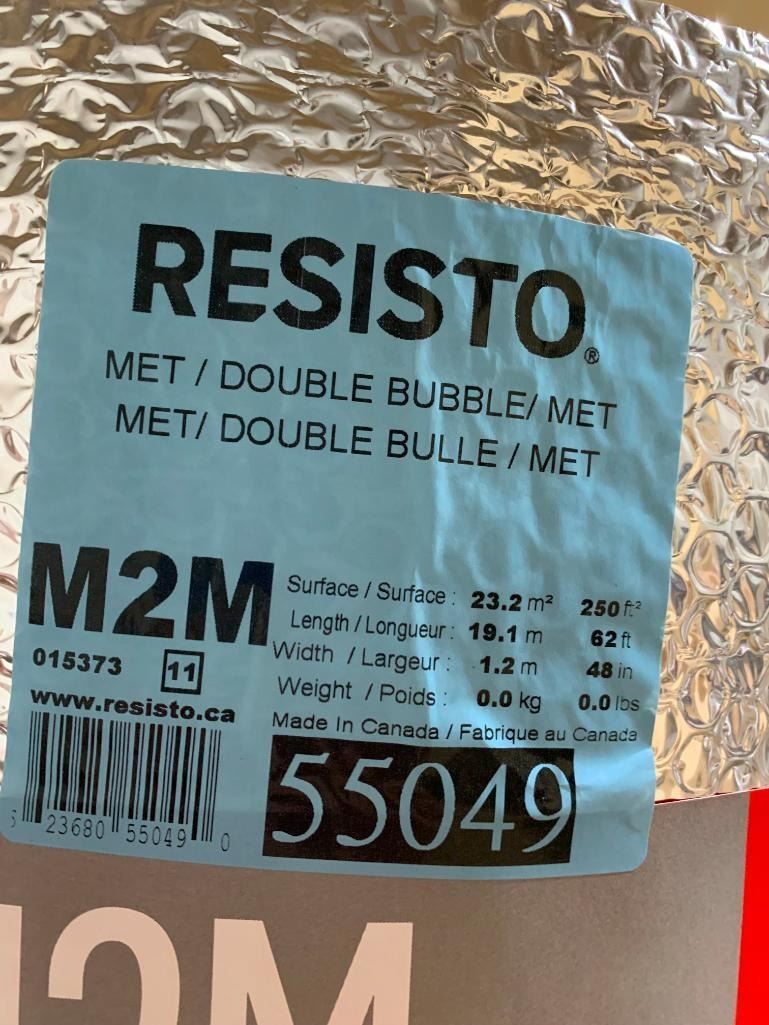 RESISTO®
MET / DOUBLE BUBBLE/ MET
MET/ DOUBLE BULLE / MET
M2M
015373 11
www.resisto.ca
Surface / Surface : 23.2 m² 250 ft²
Length / Longueur : 19.1 m 62 ft
Width / Largeur : 1.2 m 48 in
Weight / Poids : 0.0 kg 0.0 lbs
Made In Canada / Fabrique au Canada
23680 55049 0
55049
M2M